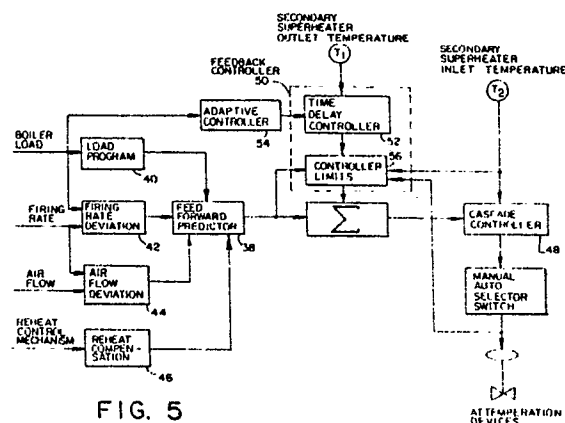 SECONDARY
SUPERHEATER
OUTLET TEMPERATURE
T1
FEEDBACK
CONTROLLER
50
SECONDARY
SUPERHEATER
INLET TEMPERATURE
T2
ADAPTIVE
CONTROLLER
54
TIME
DELAY
CONTROLLER
52
BOILER
LOAD
LOAD
PROGRAM
40
56
CONTROLLER
LIMITS
FIRING
RATE
FIRING
RATE
DEVIATION
42
FEED
FORWARD
PREDICTOR
38
Σ
CASCADE
CONTROLLER
48
AIR
FLOW
AIR
FLOW
DEVIATION
44
MANUAL
AUTO
SELECTOR
SWITCH
REHEAT
CONTROL
MECHANISM
REHEAT
COMPEN-
SATION
46
FIG. 5
ATTEMPERATION
DEVICES